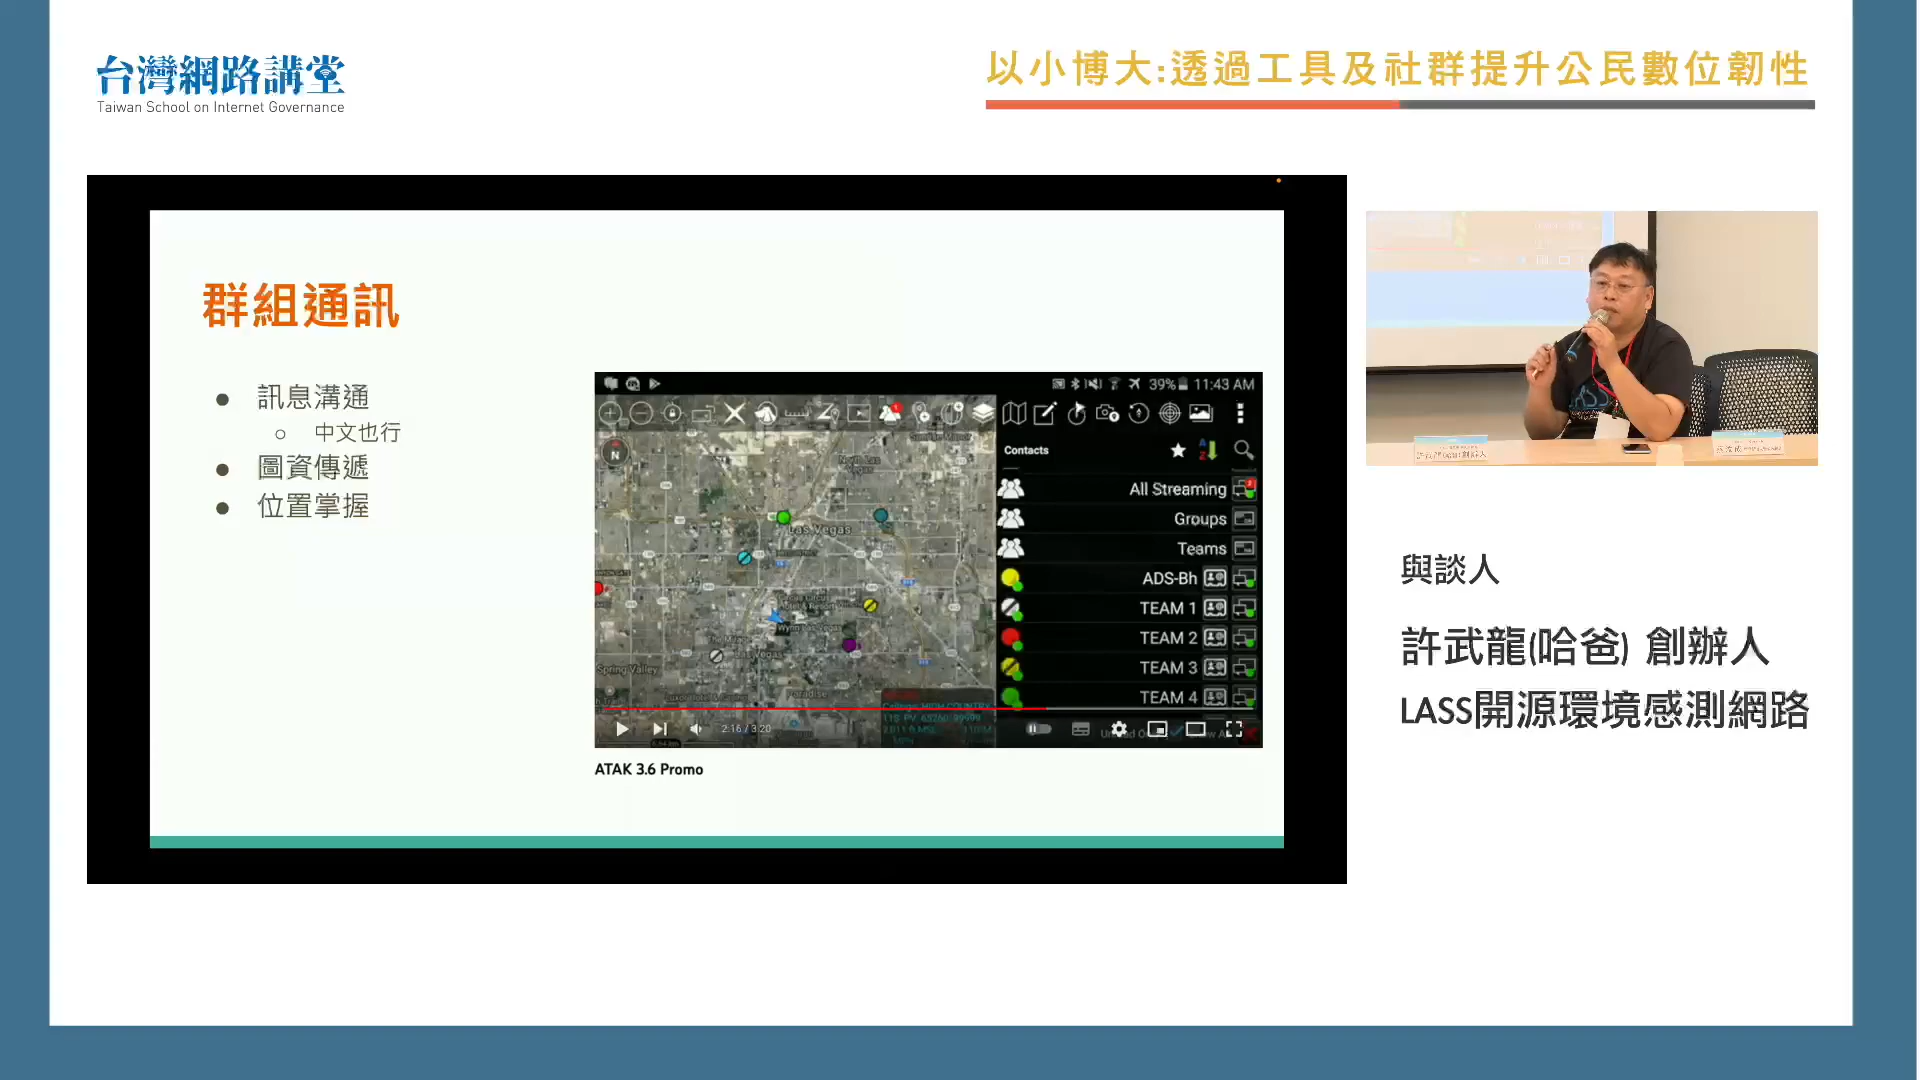 台灣網路講堂
Taiwan School on Internet Governance
以小博大:透過工具及社群提升公民數位韌性
群組通訊
訊息溝通
中文也行
圖資傳遞
位置掌握
39% 11:43 AM
N
Contacts
All Streaming
Groups
Teams
ADS-Bh
TEAM 1
TEAM 2
TEAM 3
TEAM 4
Las Vegas
Spring Valley
Paradise
2:16 / 3:20
ATAK 3.6 Promo
與談人
許武龍(哈爸) 創辦人
LASS開源環境感測網路